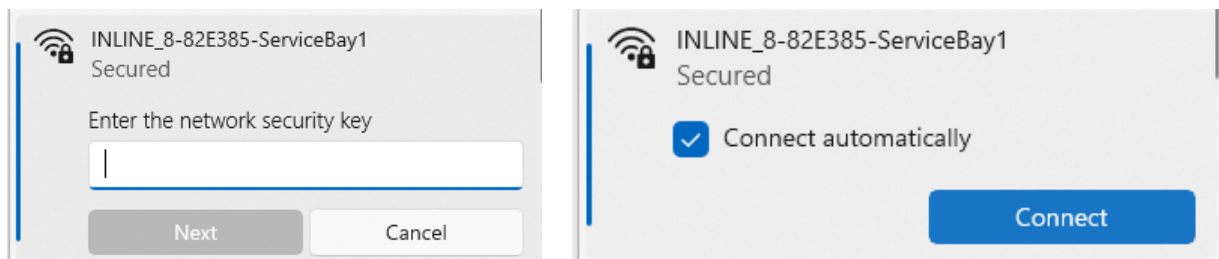 INLINE_8-82E385-ServiceBay1
Secured
Enter the network security key
Next
Cancel
INLINE_8-82E385-ServiceBay1
Secured
Connect automatically
Connect